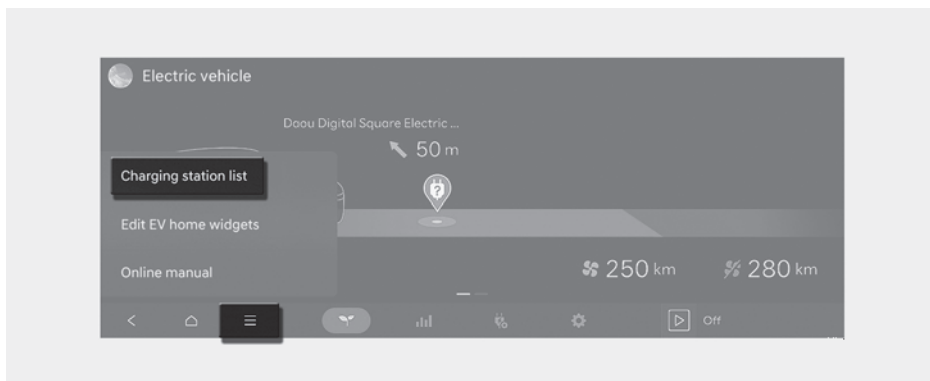 Electric vehicle
Daou Digital Square Electric ...
50 m
?
Charging station list
Edit EV home widgets
Online manual
250 km
280 km
Off